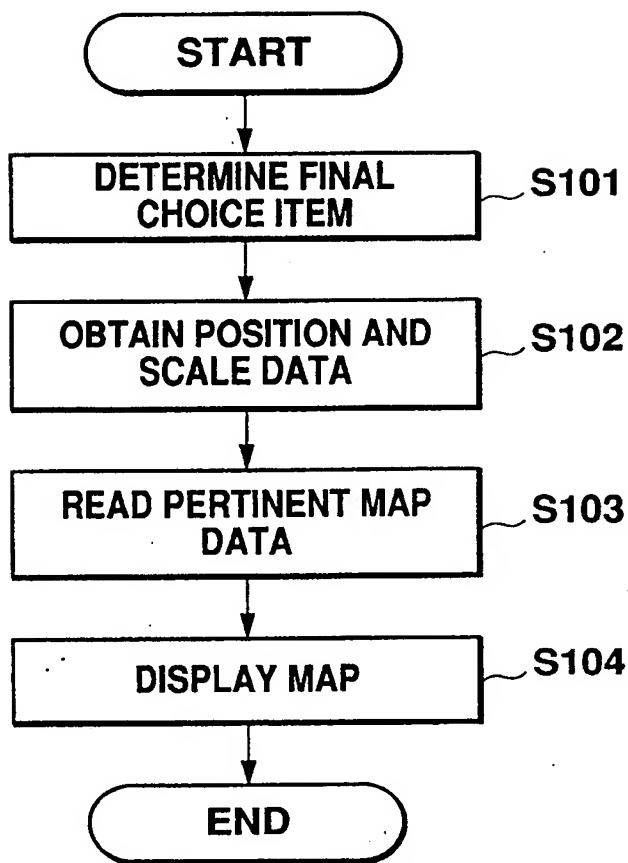 START
DETERMINE FINAL
CHOICE ITEM
S101
OBTAIN POSITION AND
SCALE DATA
S102
READ PERTINENT MAP
DATA
S103
DISPLAY MAP
S104
END